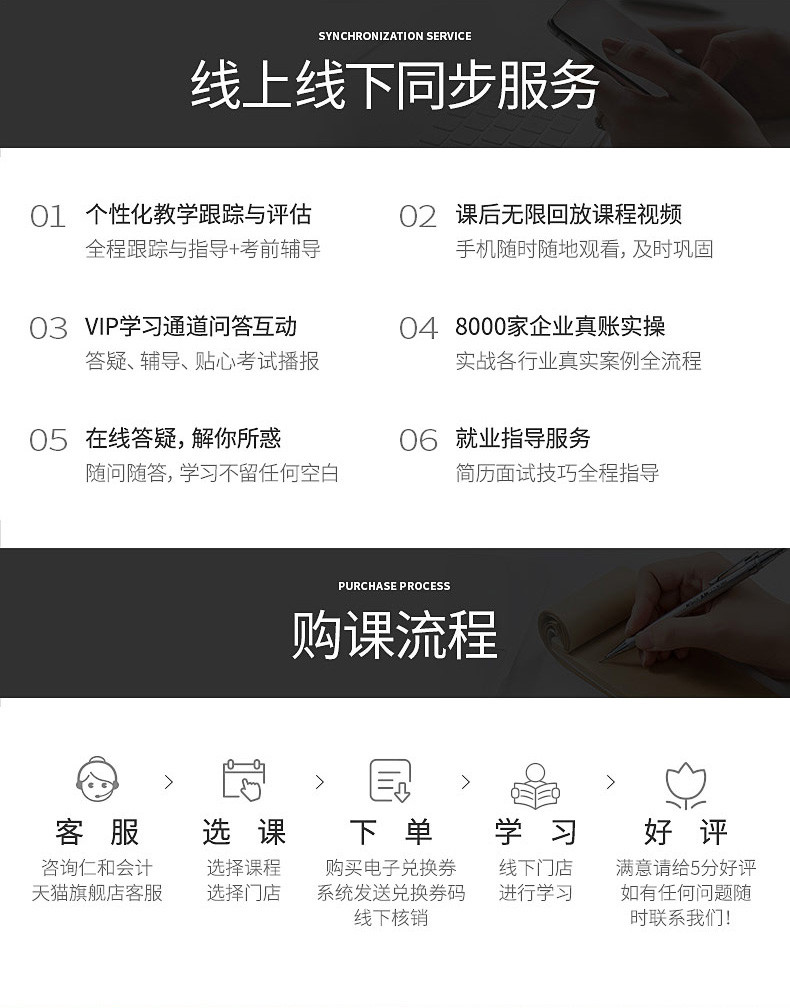 SYNCHRONIZATION SERVICE
线上线下同步服务
01 个性化教学跟踪与评估
全程跟踪与指导+考前辅导
02 课后无限回放课程视频
手机随时随地观看，及时巩固
03 VIP学习通道问答互动
答疑、辅导、贴心考试播报
04 8000家企业真账实操
实战各行业真实案例全流程
05 在线答疑，解你所惑
随问随答，学习不留任何空白
06 就业指导服务
简历面试技巧全程指导
PURCHASE PROCESS
购课流程
客 服
咨询仁和会计
天猫旗舰店客服
选 课
选择课程
选择门店
下 单
购买电子兑换券
系统发送兑换券码
线下核销
学 习
线下门店
进行学习
好 评
满意请给5分好评
如有任何问题随
时联系我们！